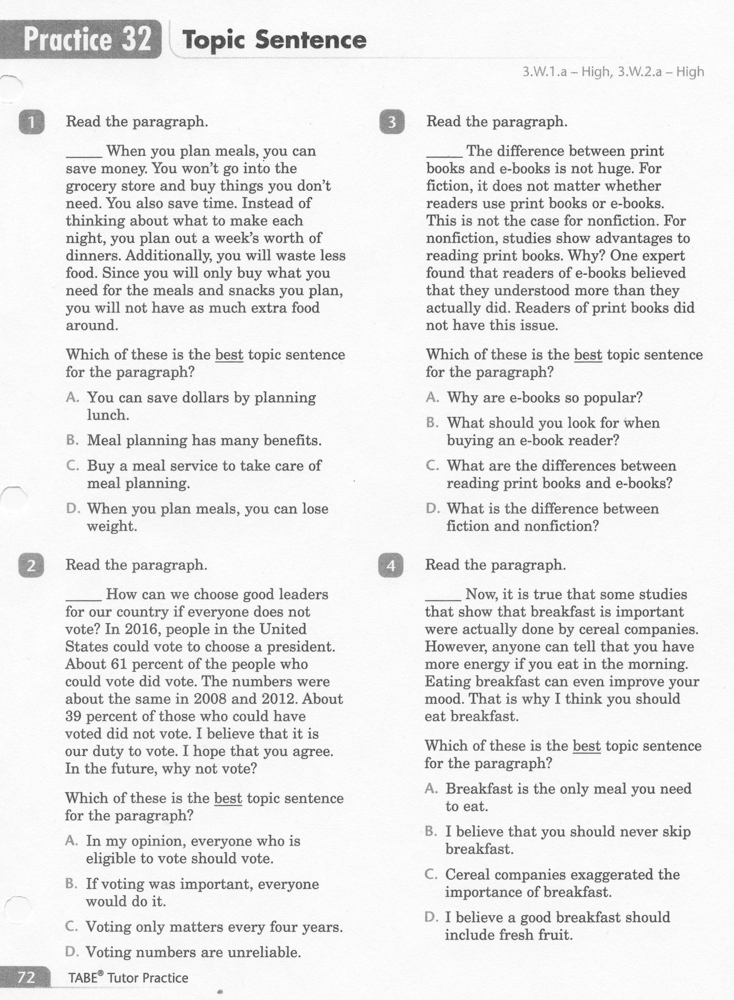 Practice 32 Topic Sentence
3.W.1.a – High, 3.W.2.a – High
1 Read the paragraph.
_____ When you plan meals, you can
save money. You won't go into the
grocery store and buy things you don't
need. You also save time. Instead of
thinking about what to make each
night, you plan out a week's worth of
dinners. Additionally, you will waste less
food. Since you will only buy what you
need for the meals and snacks you plan,
you will not have as much extra food
around.
Which of these is the best topic sentence
for the paragraph?
A. You can save dollars by planning
lunch.
B. Meal planning has many benefits.
C. Buy a meal service to take care of
meal planning.
D. When you plan meals, you can lose
weight.
2 Read the paragraph.
_____ How can we choose good leaders
for our country if everyone does not
vote? In 2016, people in the United
States could vote to choose a president.
About 61 percent of the people who
could vote did vote. The numbers were
about the same in 2008 and 2012. About
39 percent of those who could have
voted did not vote. I believe that it is
our duty to vote. I hope that you agree.
In the future, why not vote?
Which of these is the best topic sentence
for the paragraph?
A. In my opinion, everyone who is
eligible to vote should vote.
B. If voting was important, everyone
would do it.
C. Voting only matters every four years.
D. Voting numbers are unreliable.
3 Read the paragraph.
_____ The difference between print
books and e-books is not huge. For
fiction, it does not matter whether
readers use print books or e-books.
This is not the case for nonfiction. For
nonfiction, studies show advantages to
reading print books. Why? One expert
found that readers of e-books believed
that they understood more than they
actually did. Readers of print books did
not have this issue.
Which of these is the best topic sentence
for the paragraph?
A. Why are e-books so popular?
B. What should you look for when
buying an e-book reader?
C. What are the differences between
reading print books and e-books?
D. What is the difference between
fiction and nonfiction?
4 Read the paragraph.
_____ Now, it is true that some studies
that show that breakfast is important
were actually done by cereal companies.
However, anyone can tell that you have
more energy if you eat in the morning.
Eating breakfast can even improve your
mood. That is why I think you should
eat breakfast.
Which of these is the best topic sentence
for the paragraph?
A. Breakfast is the only meal you need
to eat.
B. I believe that you should never skip
breakfast.
C. Cereal companies exaggerated the
importance of breakfast.
D. I believe a good breakfast should
include fresh fruit.
72 TABE® Tutor Practice